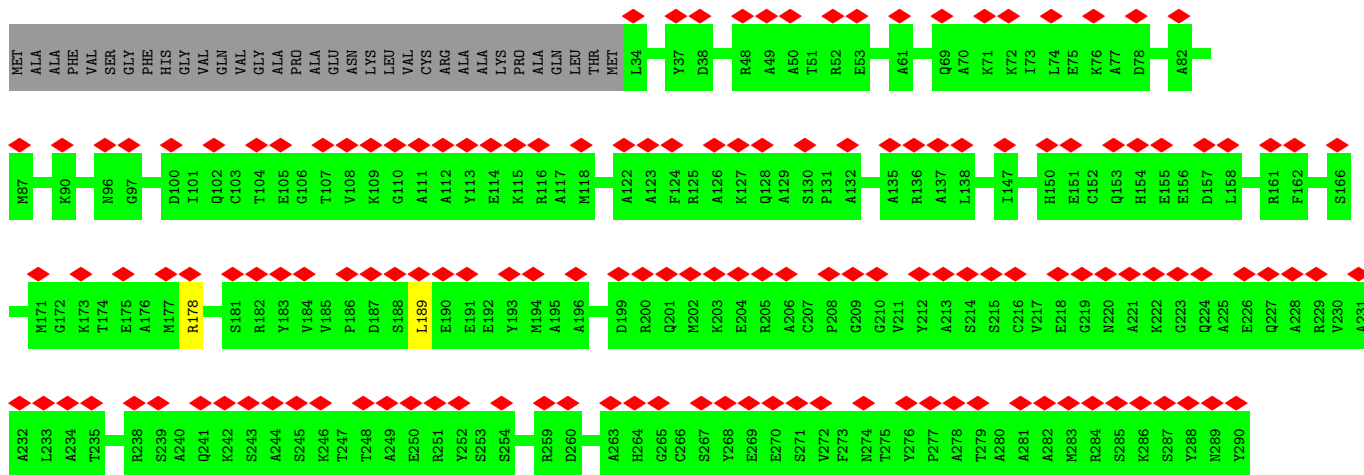 MET ALA ALA PHE VAL SER GLY PHE HIS GLY VAL GLN VAL GLY ALA PRO ALA GLU ASN LYS LEU VAL CYS ARG ALA ALA LYS PRO ALA GLN LEU THR MET L34 Y37 D38 R48 A49 A50 T51 R52 E53 A61 Q69 A70 K71 K72 I73 L74 E75 K76 A77 D78 A82
M87 K90 N96 G97 D100 I101 Q102 C103 T104 E105 G106 T107 V108 K109 G110 A111 A112 Y113 E114 K115 R116 A117 M118 A122 A123 F124 R125 A126 K127 Q128 A129 S130 P131 A132 A135 R136 A137 L138 I147 H150 E151 C152 Q153 H154 E155 E156 D157 L158 R161 F162 S166
M171 G172 K173 T174 E175 A176 M177 R178 S181 R182 Y183 V184 V185 P186 D187 S188 L189 E190 E191 E192 Y193 M194 A195 A196 D199 R200 Q201 M202 K203 E204 R205 A206 C207 P208 G209 G210 V211 Y212 A213 S214 S215 C216 V217 E218 G219 N220 A221 K222 G223 Q224 A225 E226 Q227 A228 R229 V230 A231
A232 L233 A234 T235 R238 S239 A240 Q241 K242 S243 A244 S245 K246 T247 T248 A249 E250 R251 Y252 S253 S254 R259 D260 A263 H264 G265 C266 S267 Y268 E269 E270 S271 V272 F273 N274 T275 Y276 P277 A278 T279 A280 A281 A282 M283 R284 S285 K286 S287 Y288 N289 Y290